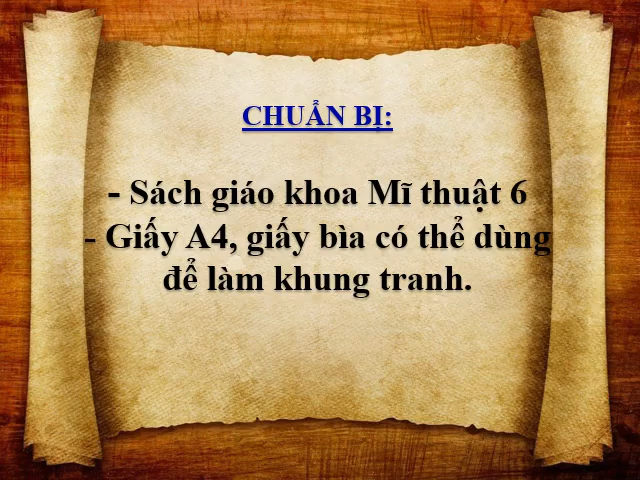 CHUẨN BỊ:
- Sách giáo khoa Mĩ thuật 6
- Giấy A4, giấy bìa có thể dùng
để làm khung tranh.